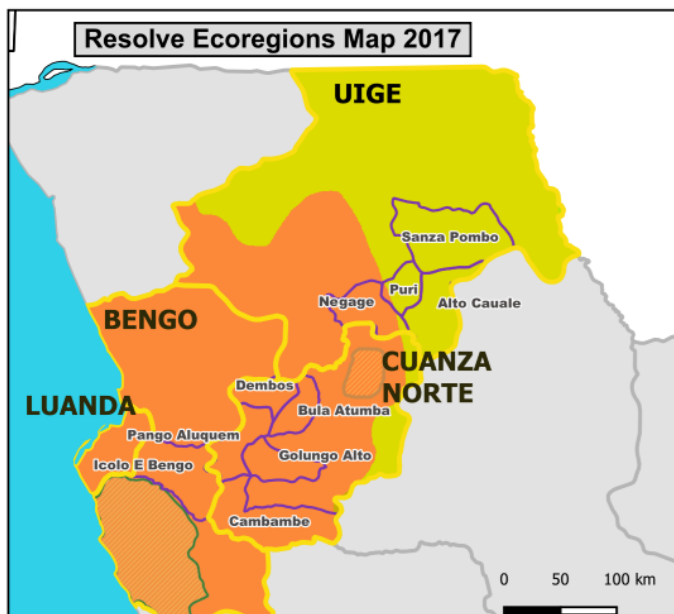 Resolve Ecoregions Map 2017
UIGE
Sanza Pombo
Puri
Negage
Alto Cauale
BENGO
CUANZA
NORTE
Dembos
LUANDA
Bula Atumba
Pango Aluquem
Golungo Alto
Icolo E Bengo
Cambambe
0 50 100 km